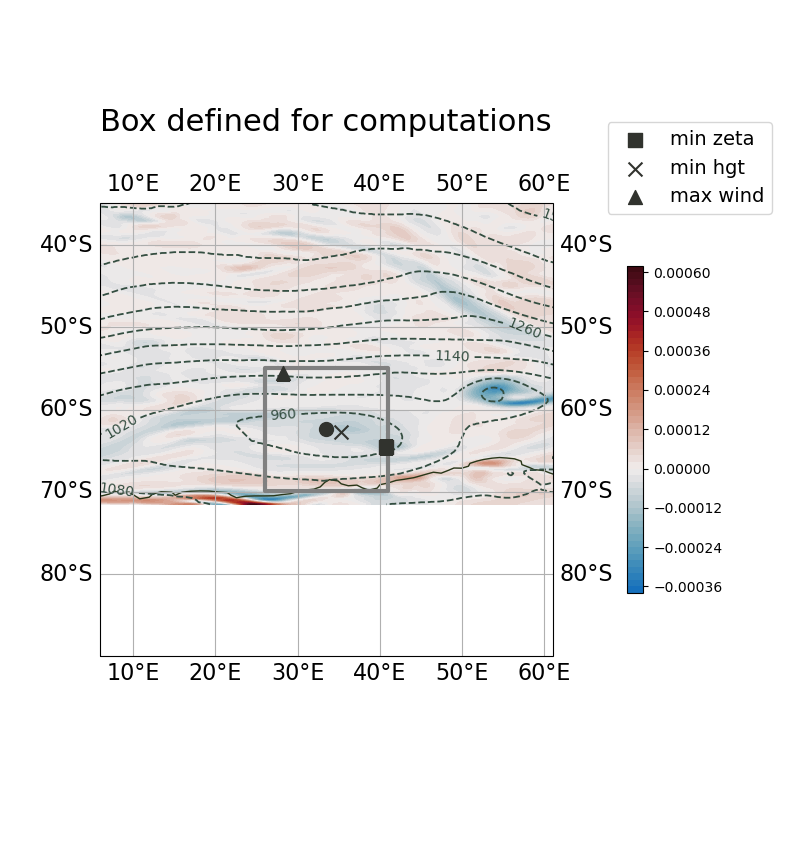 Box defined for computations
min zeta
min hgt
max wind
10°E 20°E 30°E 40°E 50°E 60°E
40°S 40°S
50°S 50°S
60°S 60°S
70°S 70°S
80°S 80°S
10°E 20°E 30°E 40°E 50°E 60°E
1260
1140
960
1020
1080
0.00060
0.00048
0.00036
0.00024
0.00012
0.00000
−0.00012
−0.00024
−0.00036